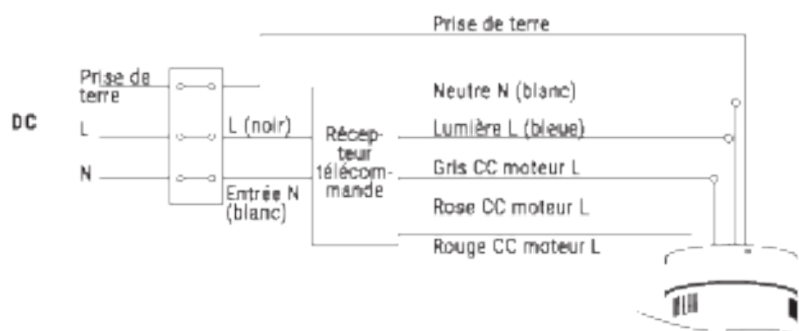 Prise de terre
Prise de
terre
Neutre N (blanc)
DC
L
L (noir)
Récep-
teur
télécom-
mande
Lumière L (bleue)
N
Entrée N
(blanc)
Gris CC moteur L
Rose CC moteur L
Rouge CC moteur L